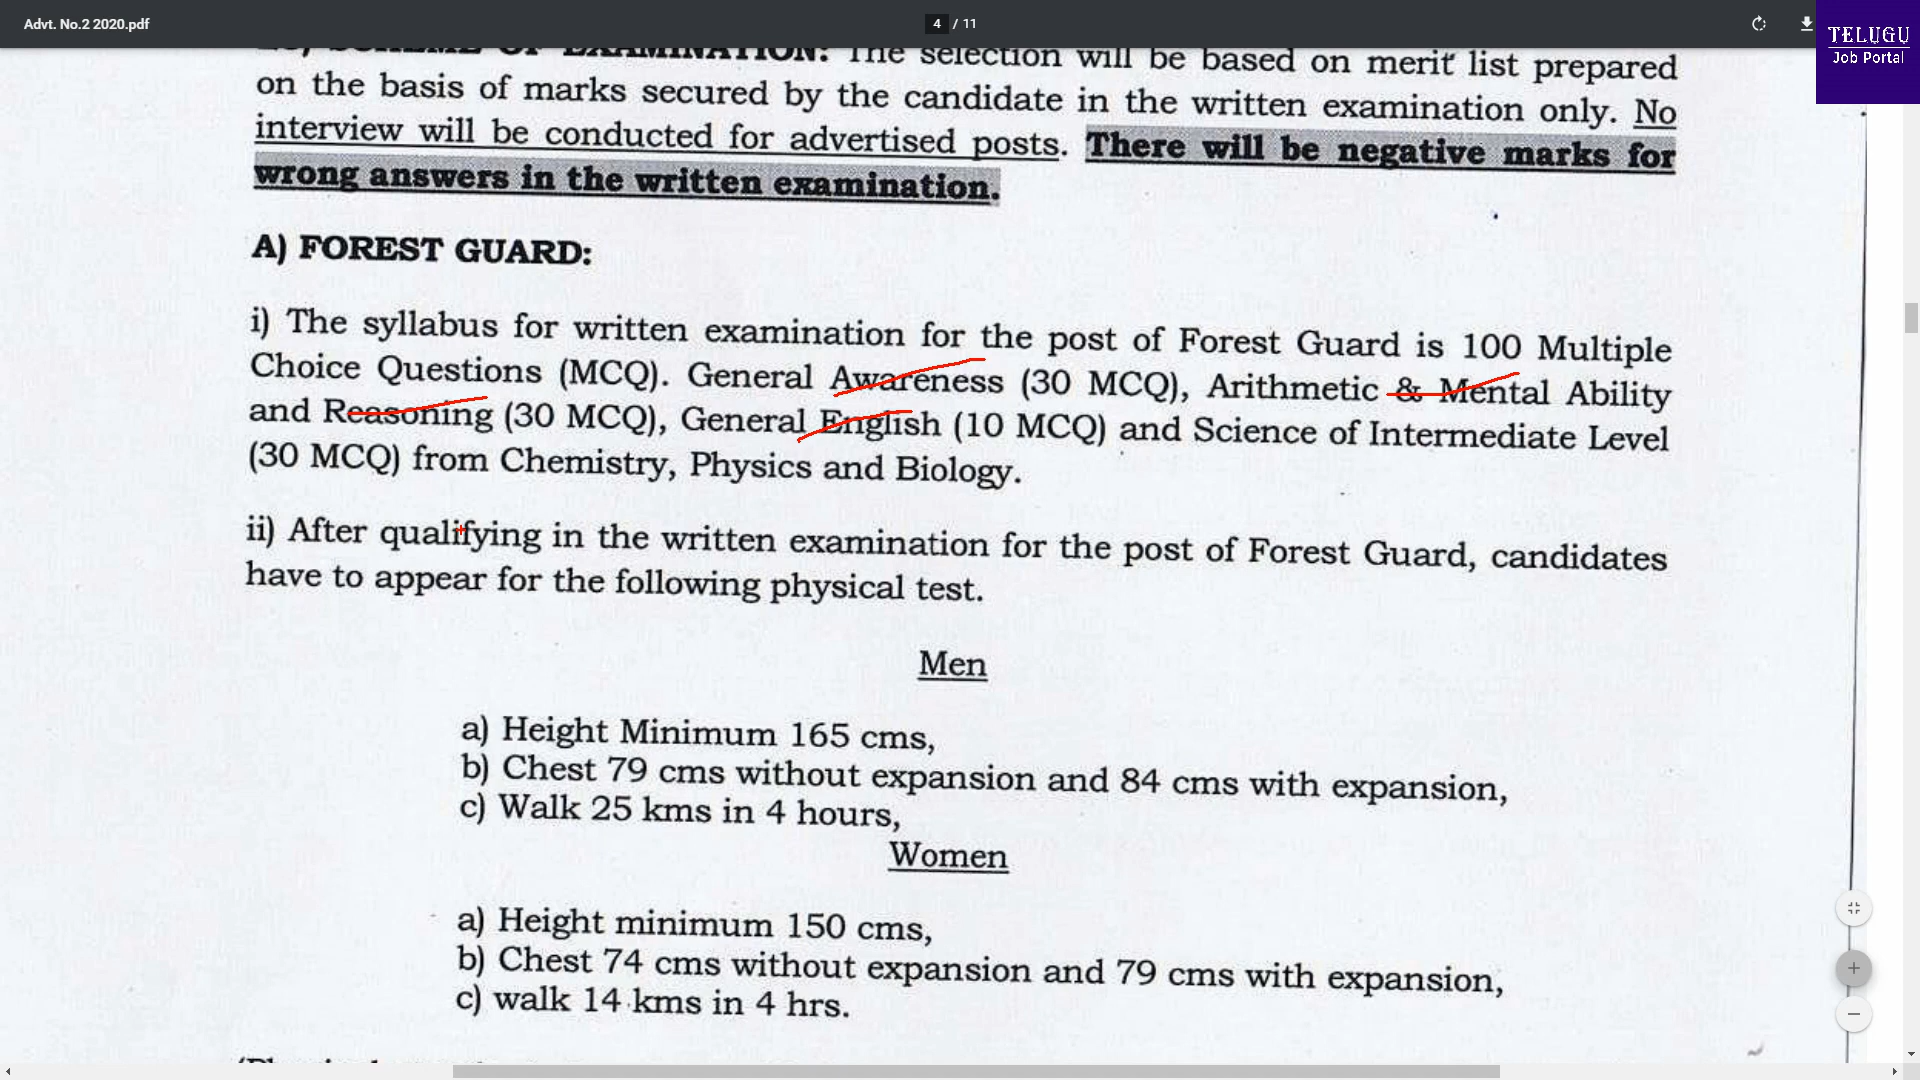 Advt. No.2 2020.pdf
4 / 11
TELUGU
Job Portal
SCHEME OF EXAMINATION: The selection will be based on merit list prepared
on the basis of marks secured by the candidate in the written examination only. No
interview will be conducted for advertised posts. There will be negative marks for
wrong answers in the written examination.
A) FOREST GUARD:
i) The syllabus for written examination for the post of Forest Guard is 100 Multiple
Choice Questions (MCQ). General Awareness (30 MCQ), Arithmetic & Mental Ability
and Reasoning (30 MCQ), General English (10 MCQ) and Science of Intermediate Level
(30 MCQ) from Chemistry, Physics and Biology.
ii) After qualifying in the written examination for the post of Forest Guard, candidates
have to appear for the following physical test.
Men
a) Height Minimum 165 cms,
b) Chest 79 cms without expansion and 84 cms with expansion,
c) Walk 25 kms in 4 hours,
Women
a) Height minimum 150 cms,
b) Chest 74 cms without expansion and 79 cms with expansion,
c) walk 14 kms in 4 hrs.